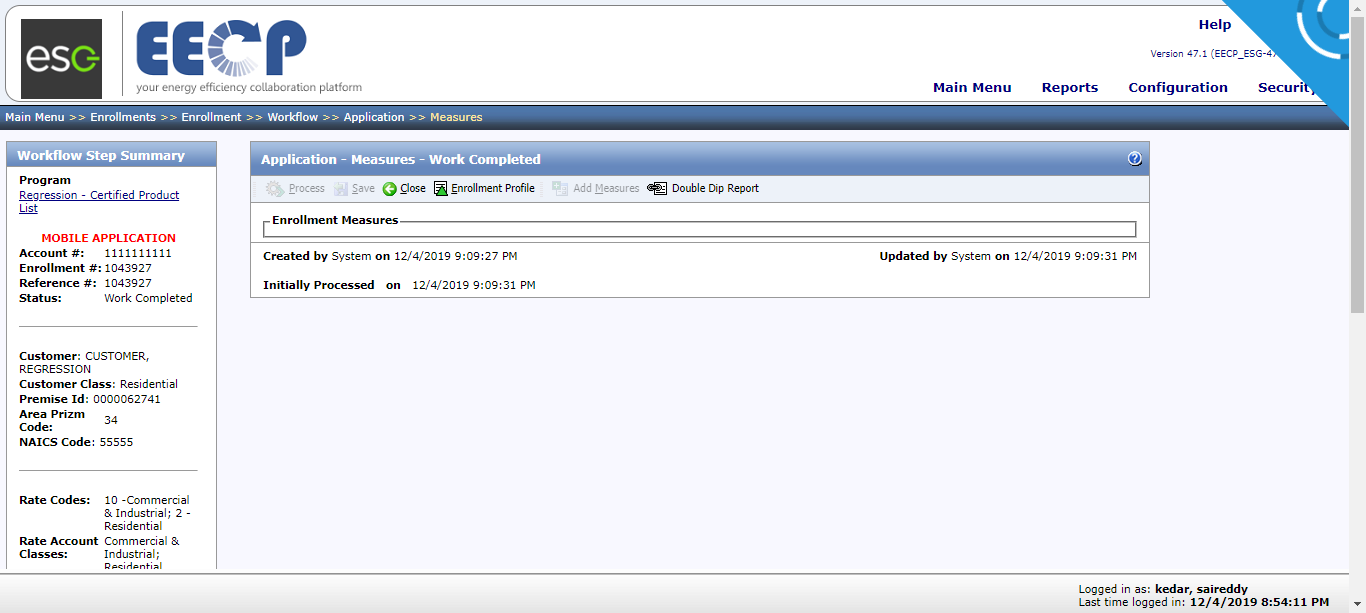 esc
EECP
your energy efficiency collaboration platform
Help
Version 47.1 (EECP_ESG-47
Main Menu Reports Configuration Security
Main Menu >> Enrollments >> Enrollment >> Workflow >> Application >> Measures
Workflow Step Summary
Program
Regression - Certified Product
List
MOBILE APPLICATION
Account #: 1111111111
Enrollment #: 1043927
Reference #: 1043927
Status: Work Completed
Customer: CUSTOMER,
REGRESSION
Customer Class: Residential
Premise Id: 0000062741
Area Prizm
Code: 34
NAICS Code: 55555
Rate Codes: 10 -Commercial
& Industrial; 2 -
Residential
Rate Account Commercial &
Classes: Industrial;
Residential
Application - Measures - Work Completed
Process Save Close Enrollment Profile Add Measures Double Dip Report
Enrollment Measures
Created by System on 12/4/2019 9:09:27 PM Updated by System on 12/4/2019 9:09:31 PM
Initially Processed on 12/4/2019 9:09:31 PM
Logged in as: kedar, saireddy
Last time logged in: 12/4/2019 8:54:11 PM